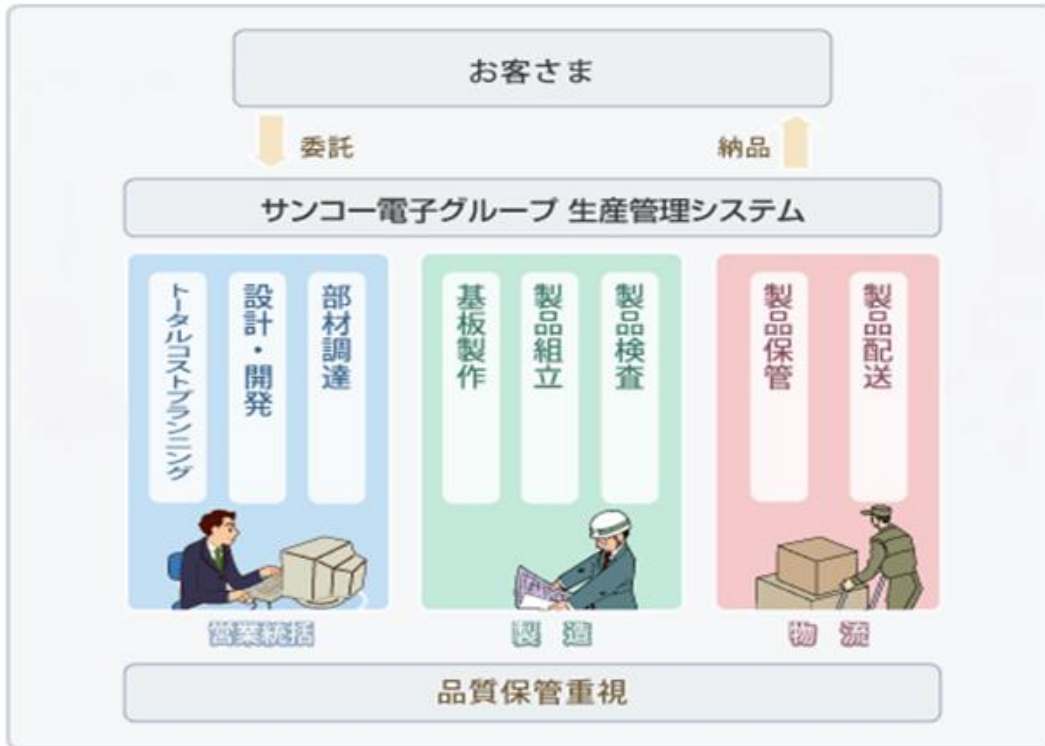 お客さま
委託
納品
サンコー電子グループ 生産管理システム
トータルコストプランニング
設計・開発
部材調達
基板製作
製品組立
製品検査
製品保管
製品配送
営業統括
製造
物流
品質保管重視